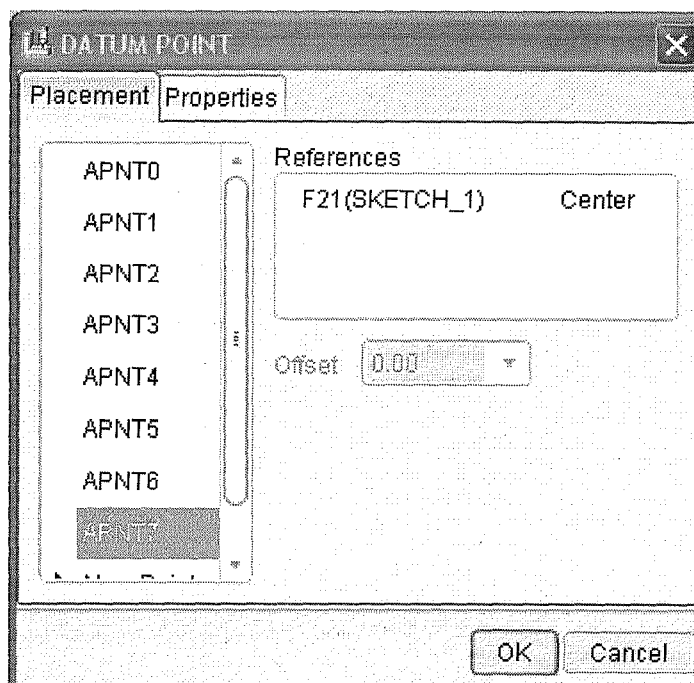 DATUM POINT
Placement Properties
APNT0
APNT1
APNT2
APNT3
APNT4
APNT5
APNT6
APNT7
References
F21(SKETCH_1) Center
Offset 0.00
OK Cancel